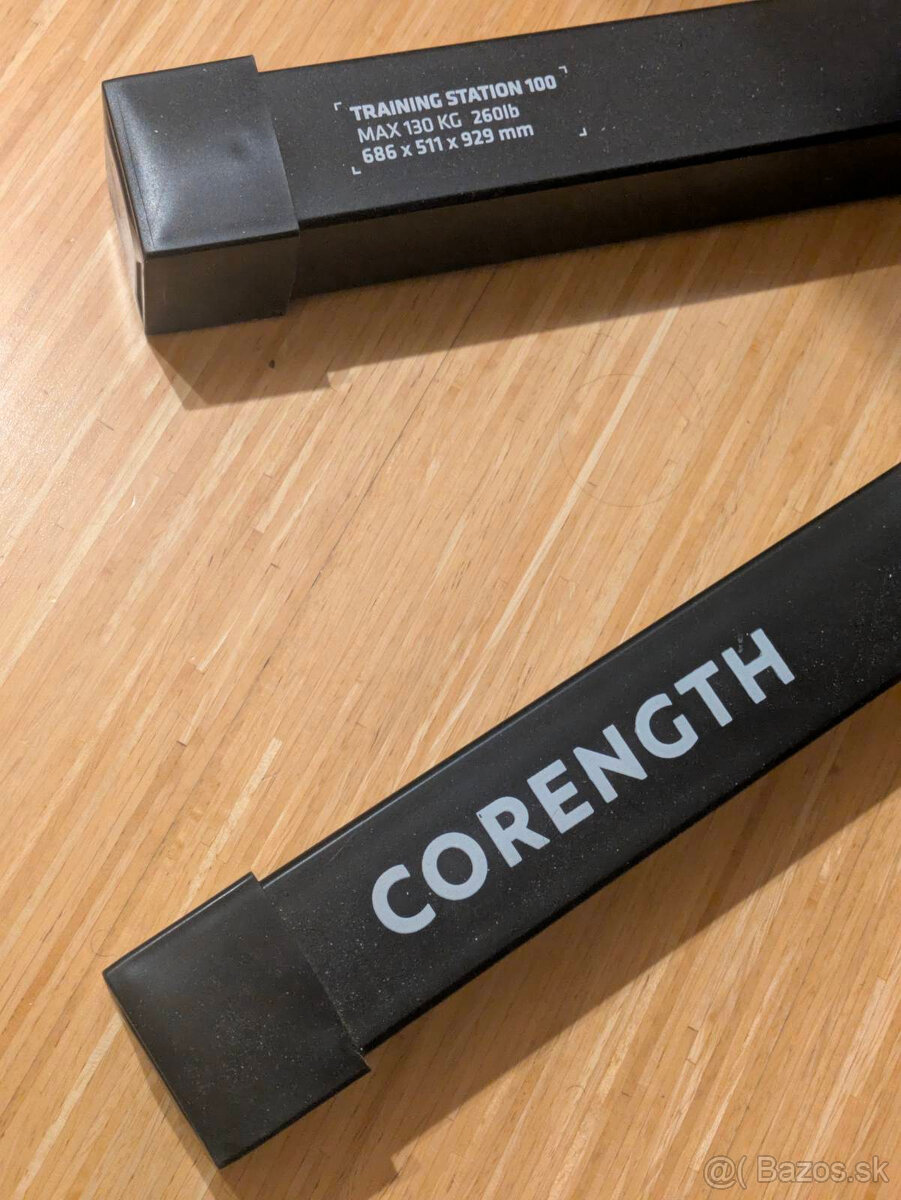 TRAINING STATION 100
MAX 130 KG 260lb
686 x 511 x 929 mm
CORENGTH
@( Bazos.sk